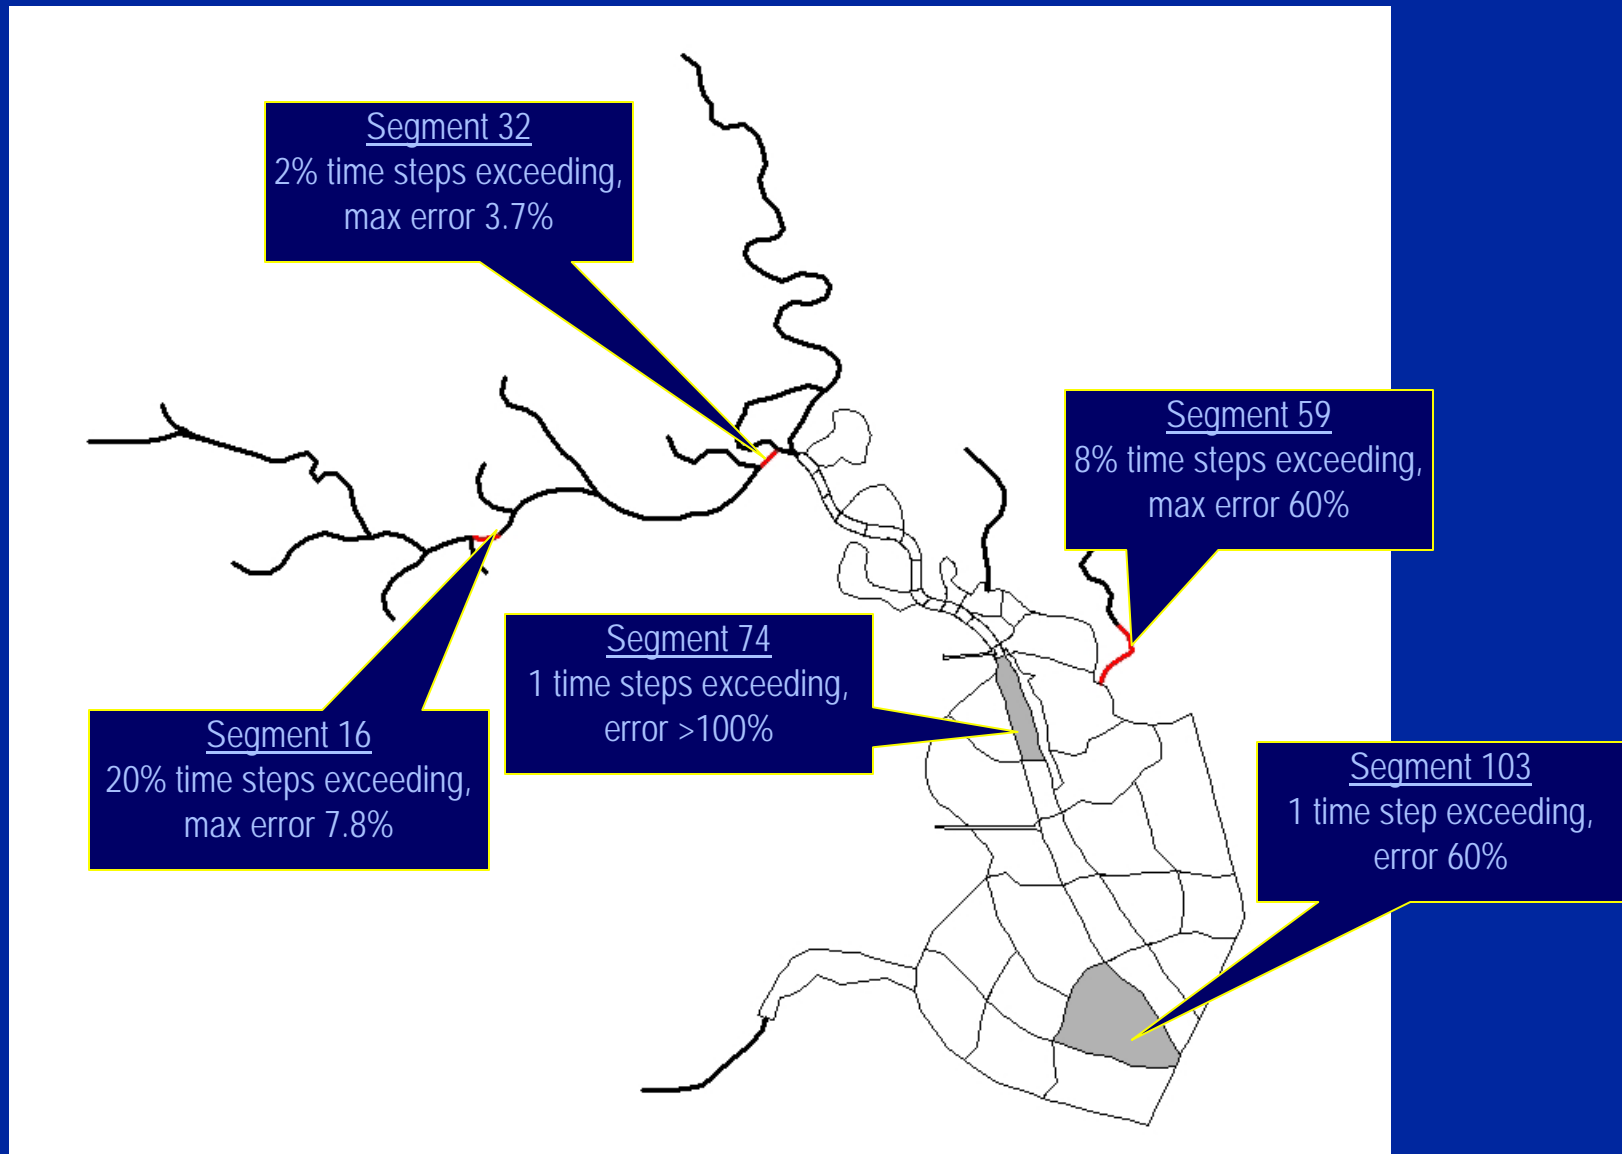 Segment 32
2% time steps exceeding,
max error 3.7%
Segment 59
8% time steps exceeding,
max error 60%
Segment 74
1 time steps exceeding,
error >100%
Segment 16
20% time steps exceeding,
max error 7.8%
Segment 103
1 time step exceeding,
error 60%